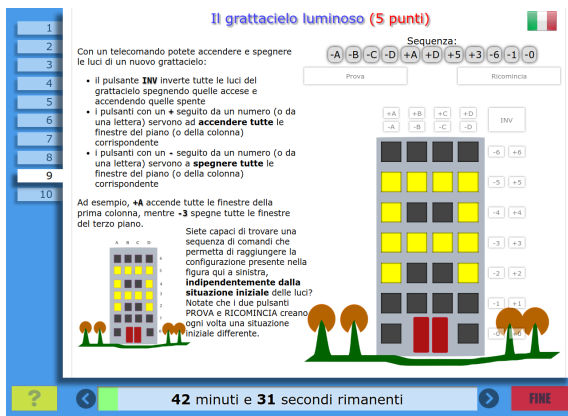 Il grattacielo luminoso (5 punti)
1
2
3
4
5
6
7
8
9
10
Con un telecomando potete accendere e spegnere
le luci di un nuovo grattacielo:
• il pulsante INV inverte tutte le luci del
grattacielo spegnendo quelle accese e
accendendo quelle spente
• i pulsanti con un + seguito da un numero (o da
una lettera) servono ad accendere tutte le
finestre del piano (o della colonna)
corrispondente
• i pulsanti con un - seguito da un numero (o da
una lettera) servono a spegnere tutte le
finestre del piano (o della colonna)
corrispondente
Ad esempio, +A accende tutte le finestre della
prima colonna, mentre -3 spegne tutte le finestre
del terzo piano.
Siete capaci di trovare una
sequenza di comandi che
permetta di raggiungere la
configurazione presente nella
figura qui a sinistra,
indipendentemente dalla
situazione iniziale delle luci?
Notate che i due pulsanti
PROVA e RICOMINCIA creano
ogni volta una situazione
iniziale differente.
A B C D
Sequenza:
-A -B -C -D +A +D +5 +3 -6 -1 -0
Prova Ricomincia
+A +B +C +D
-A -B -C -D
INV
-6 +6
-5 +5
-4 +4
-3 +3
-2 +2
-1 +1
? 42 minuti e 31 secondi rimanenti FINE